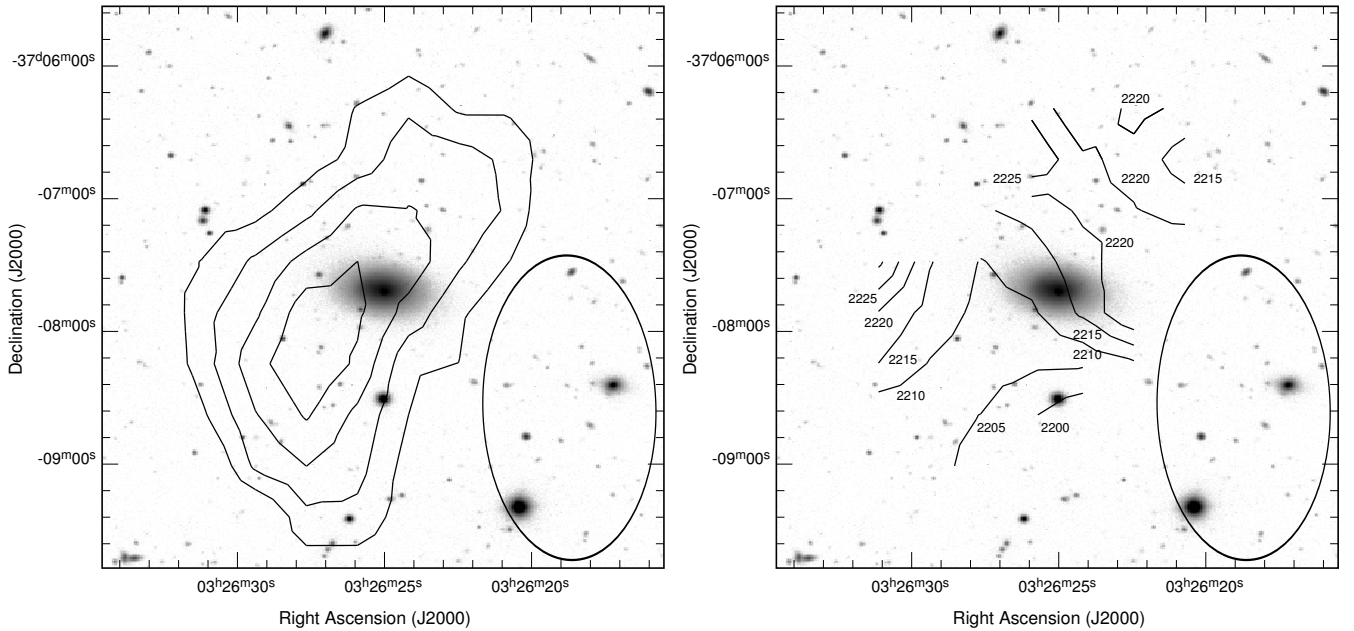 -37d06m00s
-07m00s
-08m00s
-09m00s
Declination (J2000)
03h26m30s
03h26m25s
03h26m20s
Right Ascension (J2000)
-37d06m00s
-07m00s
-08m00s
-09m00s
Declination (J2000)
2220
2225
2220
2215
2220
2225
2220
2215
2215
2210
2210
2205
2200
03h26m30s
03h26m25s
03h26m20s
Right Ascension (J2000)